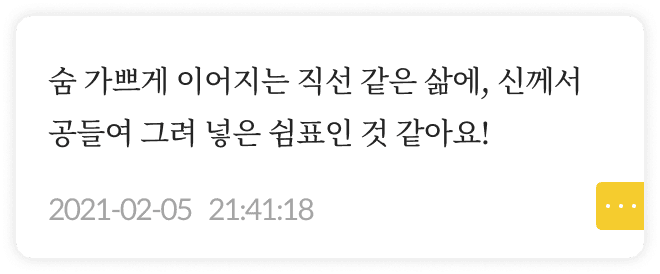 숨 가쁘게 이어지는 직선 같은 삶에, 신께서
공들여 그려 넣은 쉼표인 것 같아요!
2021-02-05 21:41:18
...